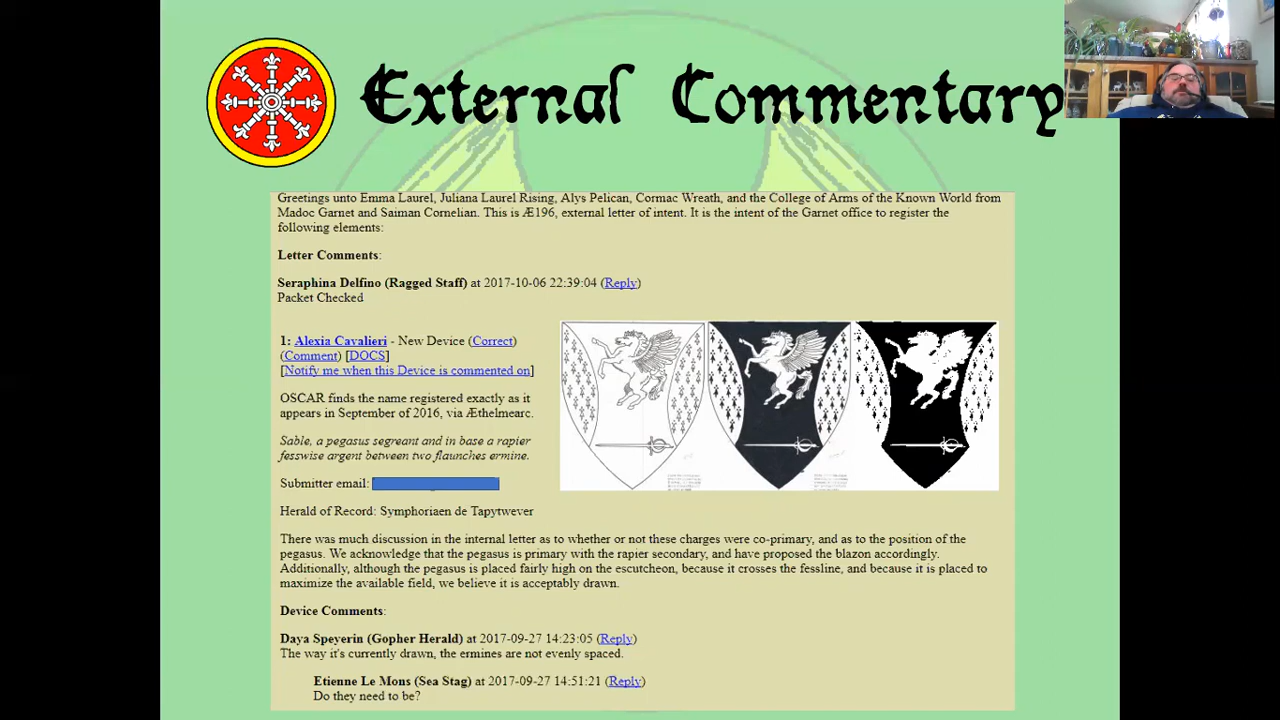 External Commentary
Greetings unto Emma Laurel, Juliana Laurel Rising, Alys Pelican, Cormac Wreath, and the College of Arms of the Known World from
Madoc Garnet and Saiman Cornelian. This is Æ196, external letter of intent. It is the intent of the Garnet office to register the
following elements:
Letter Comments:
Seraphina Delfino (Ragged Staff) at 2017-10-06 22:39:04 (Reply)
Packet Checked
1: Alexia Cavalieri - New Device (Correct)
(Comment) [DOCS]
[Notify me when this Device is commented on]
OSCAR finds the name registered exactly as it
appears in September of 2016, via Æthelmearc.
Sable, a pegasus segreant and in base a rapier
fesswise argent between two flaunches ermine.
Submitter email:
Herald of Record: Symphoriaen de Tapytwever
There was much discussion in the internal letter as to whether or not these charges were co-primary, and as to the position of the
pegasus. We acknowledge that the pegasus is primary with the rapier secondary, and have proposed the blazon accordingly.
Additionally, although the pegasus is placed fairly high on the escutcheon, because it crosses the fessline, and because it is placed to
maximize the available field, we believe it is acceptably drawn.
Device Comments:
Daya Speyerin (Gopher Herald) at 2017-09-27 14:23:05 (Reply)
The way it's currently drawn, the ermines are not evenly spaced.
Etienne Le Mons (Sea Stag) at 2017-09-27 14:51:21 (Reply)
Do they need to be?